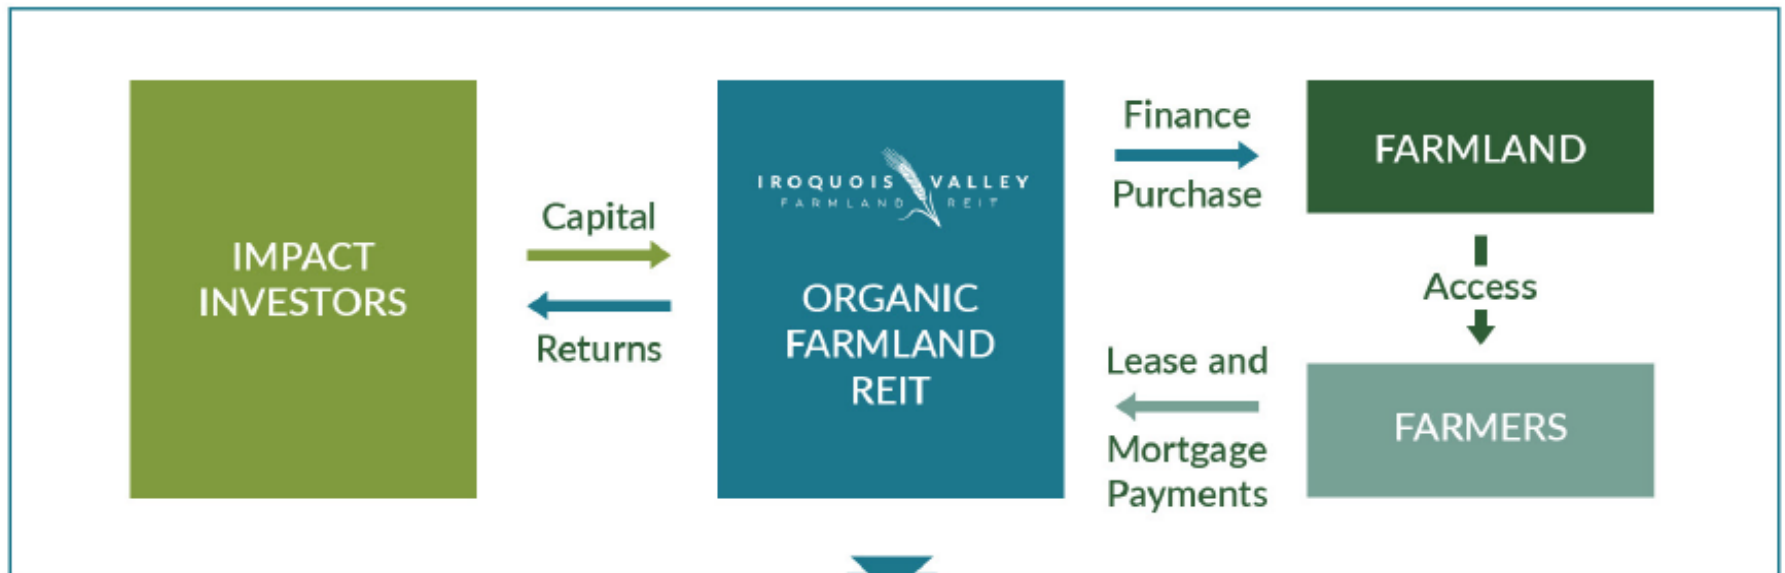 IMPACT
INVESTORS
Capital
Returns
IROQUOIS VALLEY
FARMLAND REIT
ORGANIC
FARMLAND
REIT
Finance
Purchase
FARMLAND
Access
Lease and
Mortgage
Payments
FARMERS